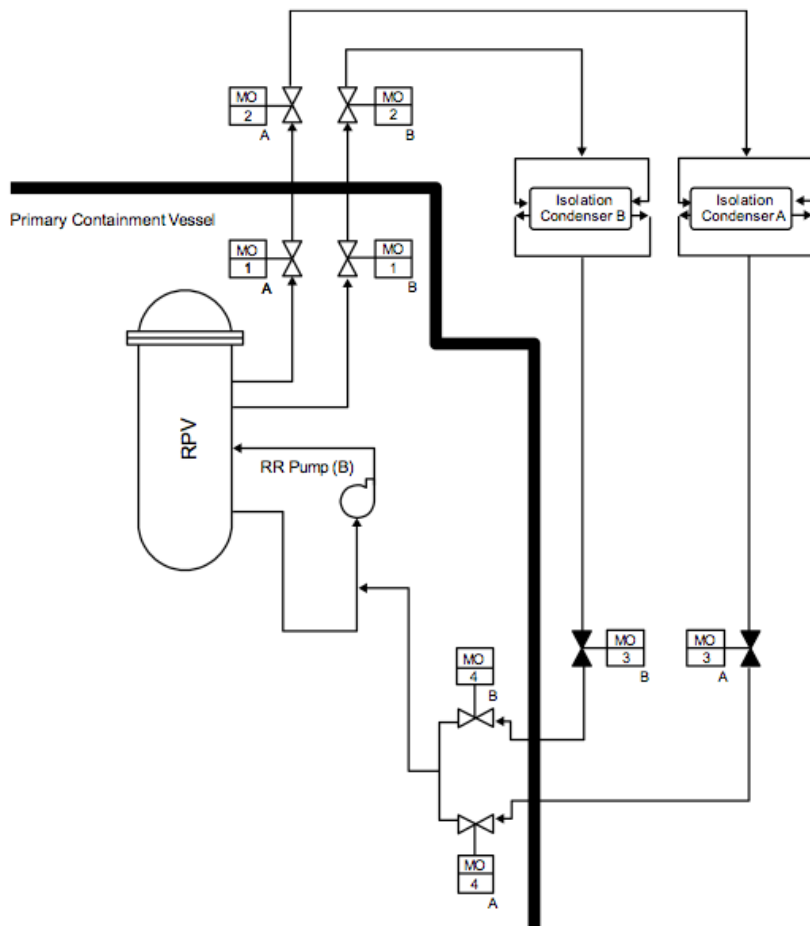 MO
2
A
MO
2
B
Primary Containment Vessel
Isolation
Condenser B
Isolation
Condenser A
MO
1
A
MO
1
B
RPV
RR Pump (B)
MO
3
B
MO
3
A
MO
4
B
MO
4
A